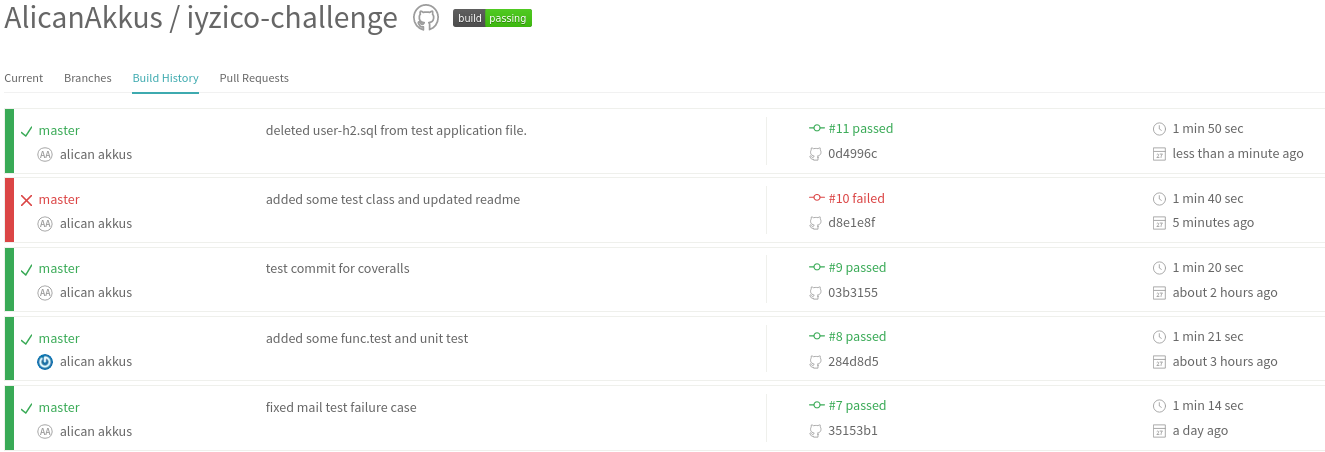 AlicanAkkus / iyzico-challenge build passing
Current Branches Build History Pull Requests
master deleted user-h2.sql from test application file. #11 passed 1 min 50 sec
AA alican akkus 0d4996c 17 less than a minute ago
master added some test class and updated readme #10 failed 1 min 40 sec
AA alican akkus d8e1e8f 17 5 minutes ago
master test commit for coveralls #9 passed 1 min 20 sec
AA alican akkus 03b3155 17 about 2 hours ago
master added some func.test and unit test #8 passed 1 min 21 sec
alican akkus 284d8d5 17 about 3 hours ago
master fixed mail test failure case #7 passed 1 min 14 sec
AA alican akkus 35153b1 17 a day ago